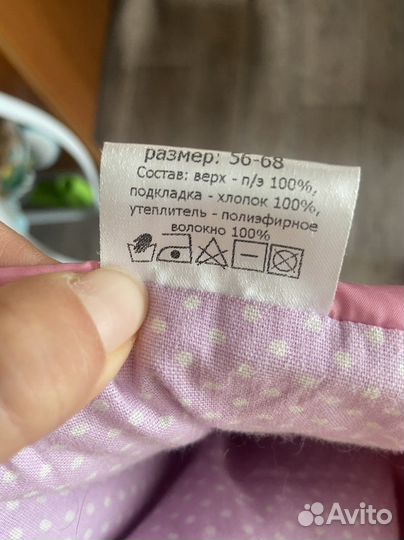 размер: 56-68
Состав: верх - п/э 100%,
подкладка - хлопок 100%,
утеплитель - полиэфирное
волокно 100%
Avito